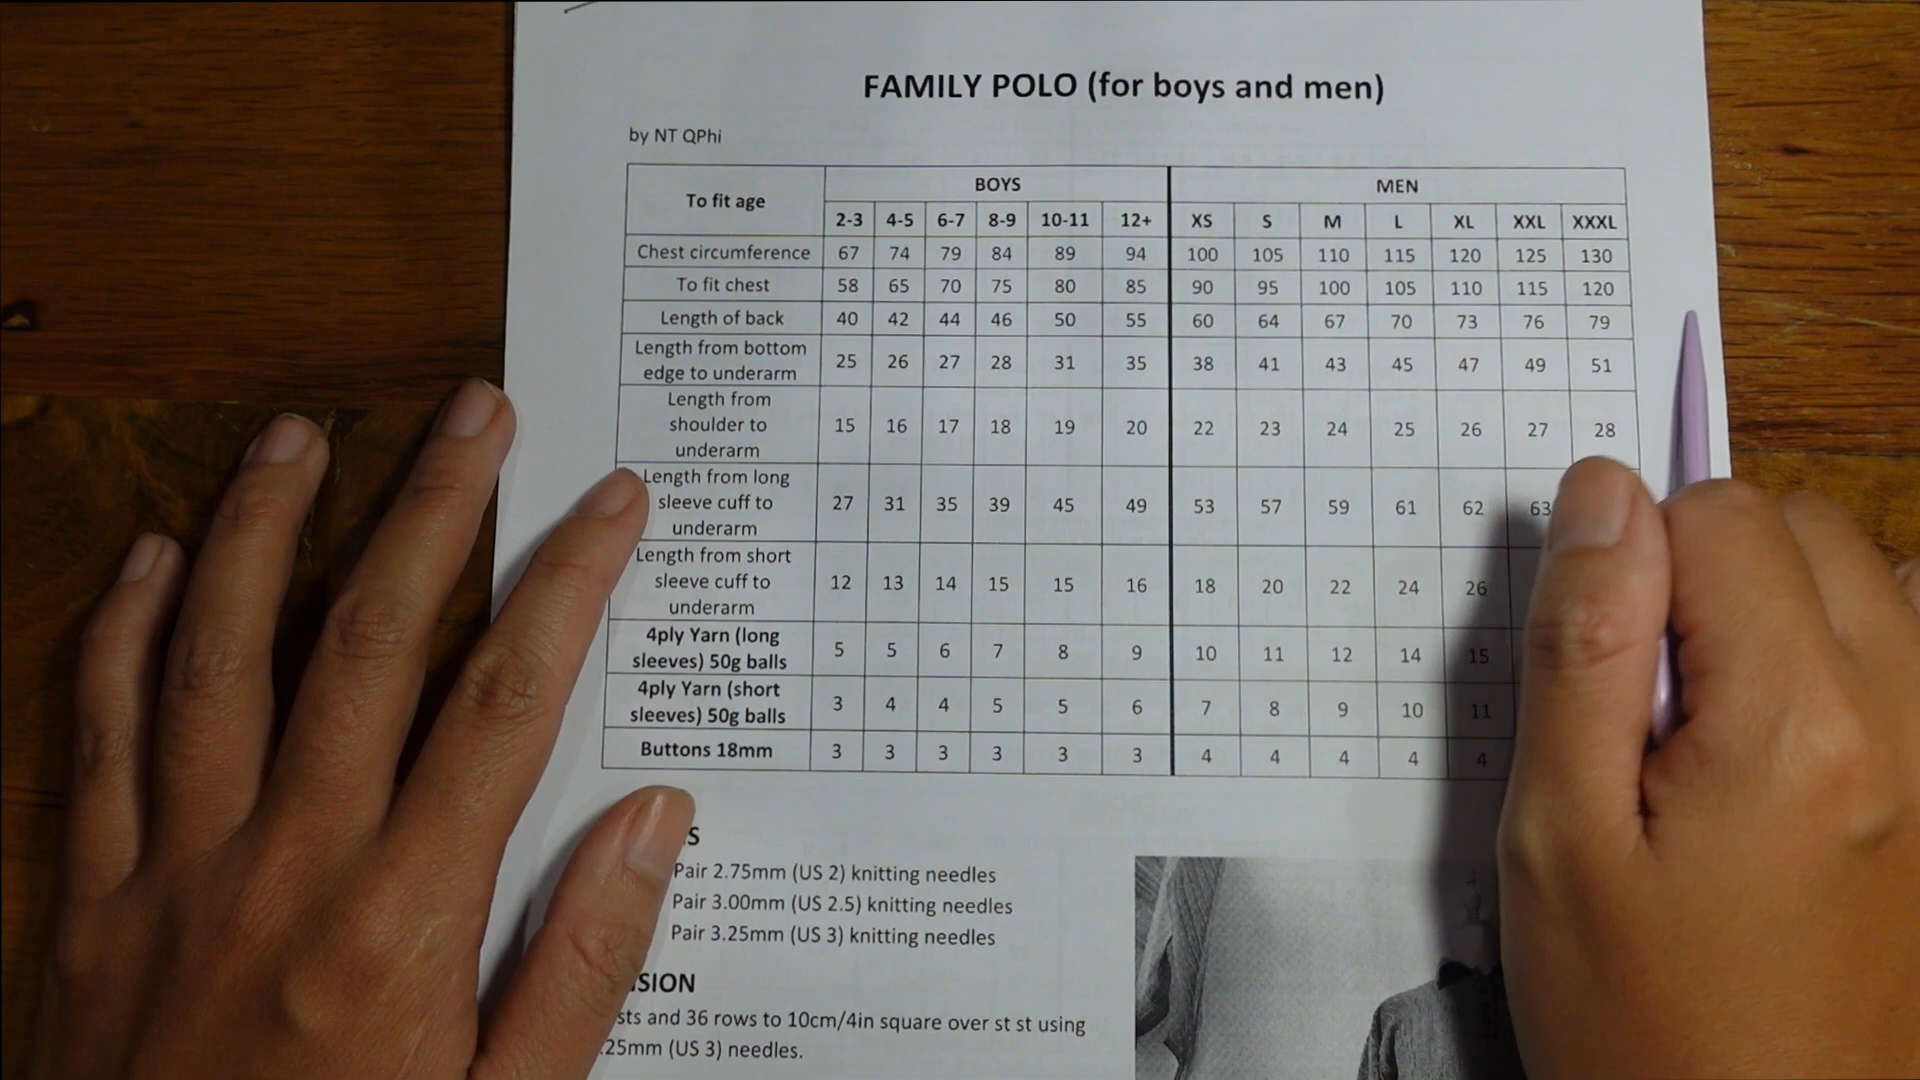 FAMILY POLO (for boys and men)
by NT QPhi
To fit age BOYS MEN
2-3 4-5 6-7 8-9 10-11 12+ XS S M L XL XXL XXXL
Chest circumference 67 74 79 84 89 94 100 105 110 115 120 125 130
To fit chest 58 65 70 75 80 85 90 95 100 105 110 115 120
Length of back 40 42 44 46 50 55 60 64 67 70 73 76 79
Length from bottom
edge to underarm 25 26 27 28 31 35 38 41 43 45 47 49 51
Length from
shoulder to
underarm 15 16 17 18 19 20 22 23 24 25 26 27 28
Length from long
sleeve cuff to
underarm 27 31 35 39 45 49 53 57 59 61 62 63
Length from short
sleeve cuff to
underarm 12 13 14 15 15 16 18 20 22 24 26
4ply Yarn (long
sleeves) 50g balls 5 5 6 7 8 9 10 11 12 14 15
4ply Yarn (short
sleeves) 50g balls 3 4 4 5 5 6 7 8 9 10 11
Buttons 18mm 3 3 3 3 3 3 4 4 4 4 4
Pair 2.75mm (US 2) knitting needles
Pair 3.00mm (US 2.5) knitting needles
Pair 3.25mm (US 3) knitting needles
sts and 36 rows to 10cm/4in square over st st using
.25mm (US 3) needles.